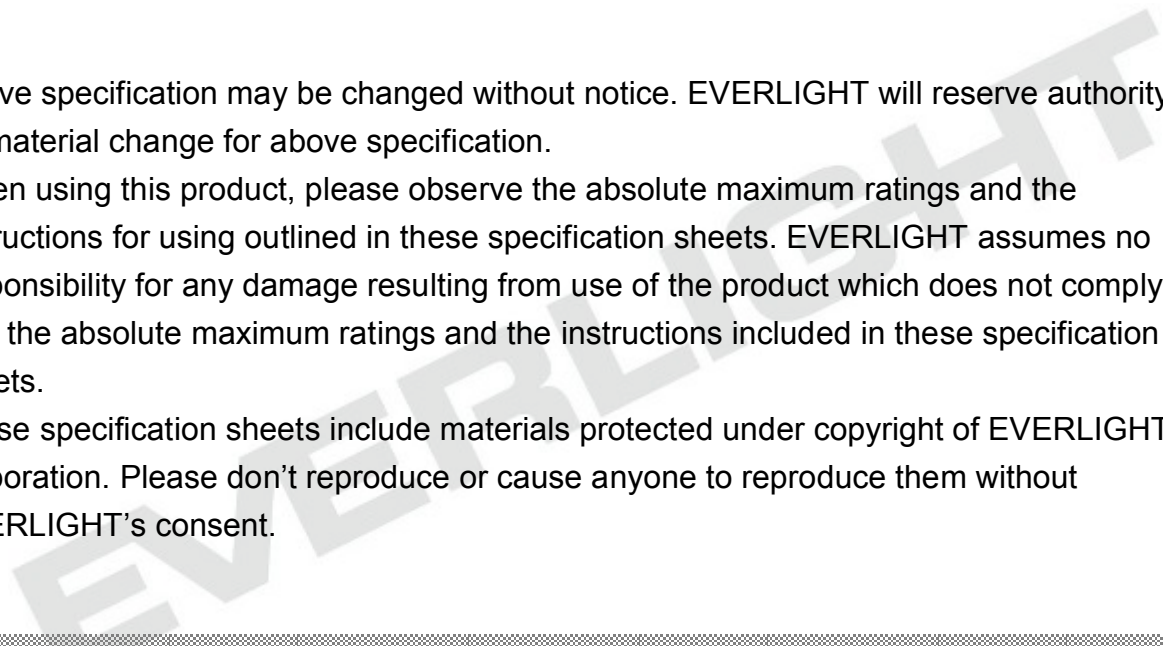 ve specification may be changed without notice. EVERLIGHT will reserve authority
material change for above specification.
en using this product, please observe the absolute maximum ratings and the
ructions for using outlined in these specification sheets. EVERLIGHT assumes no
onsibility for any damage resulting from use of the product which does not comply
the absolute maximum ratings and the instructions included in these specification
ets.
se specification sheets include materials protected under copyright of EVERLIGHT
oration. Please don’t reproduce or cause anyone to reproduce them without
ERLIGHT’s consent.
EVERLIGHT